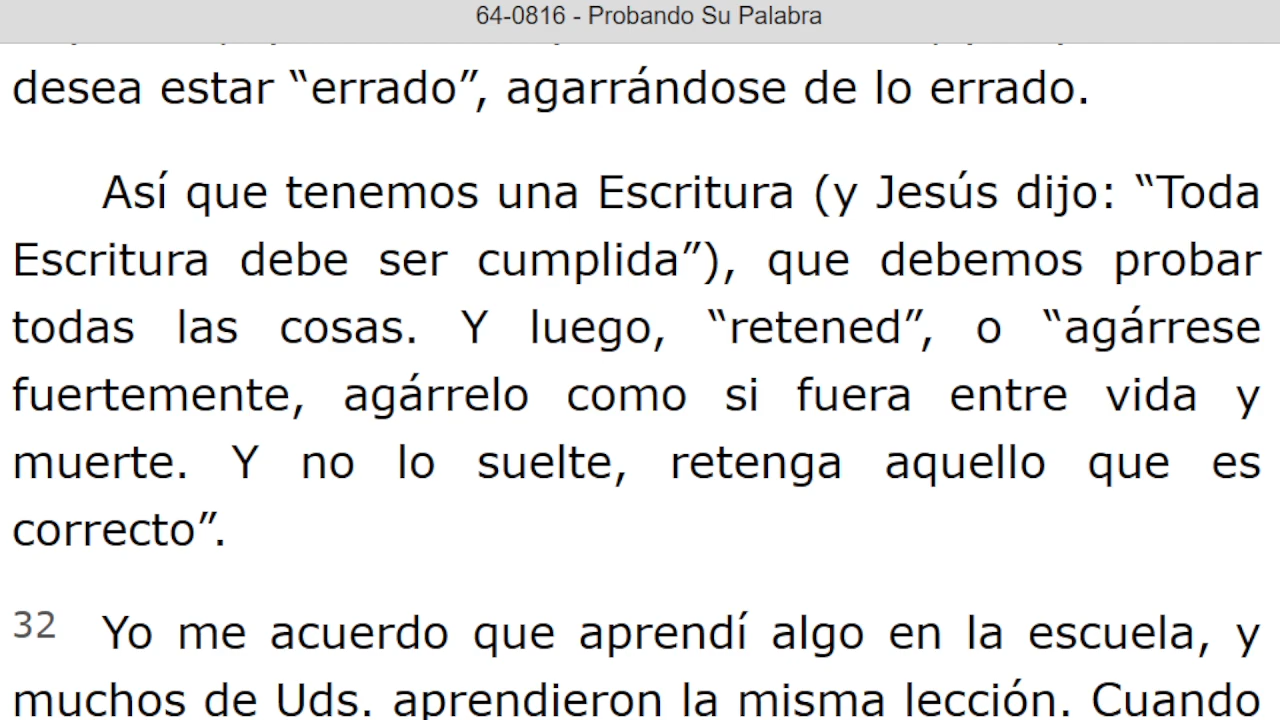 64-0816 - Probando Su Palabra
desea estar “errado”, agarrándose de lo errado.
Así que tenemos una Escritura (y Jesús dijo: “Toda
Escritura debe ser cumplida”), que debemos probar
todas las cosas. Y luego, “retened”, o “agárrese
fuertemente, agárrelo como si fuera entre vida y
muerte. Y no lo suelte, retenga aquello que es
correcto”.
32 Yo me acuerdo que aprendí algo en la escuela, y
muchos de Uds. aprendieron la misma lección. Cuando